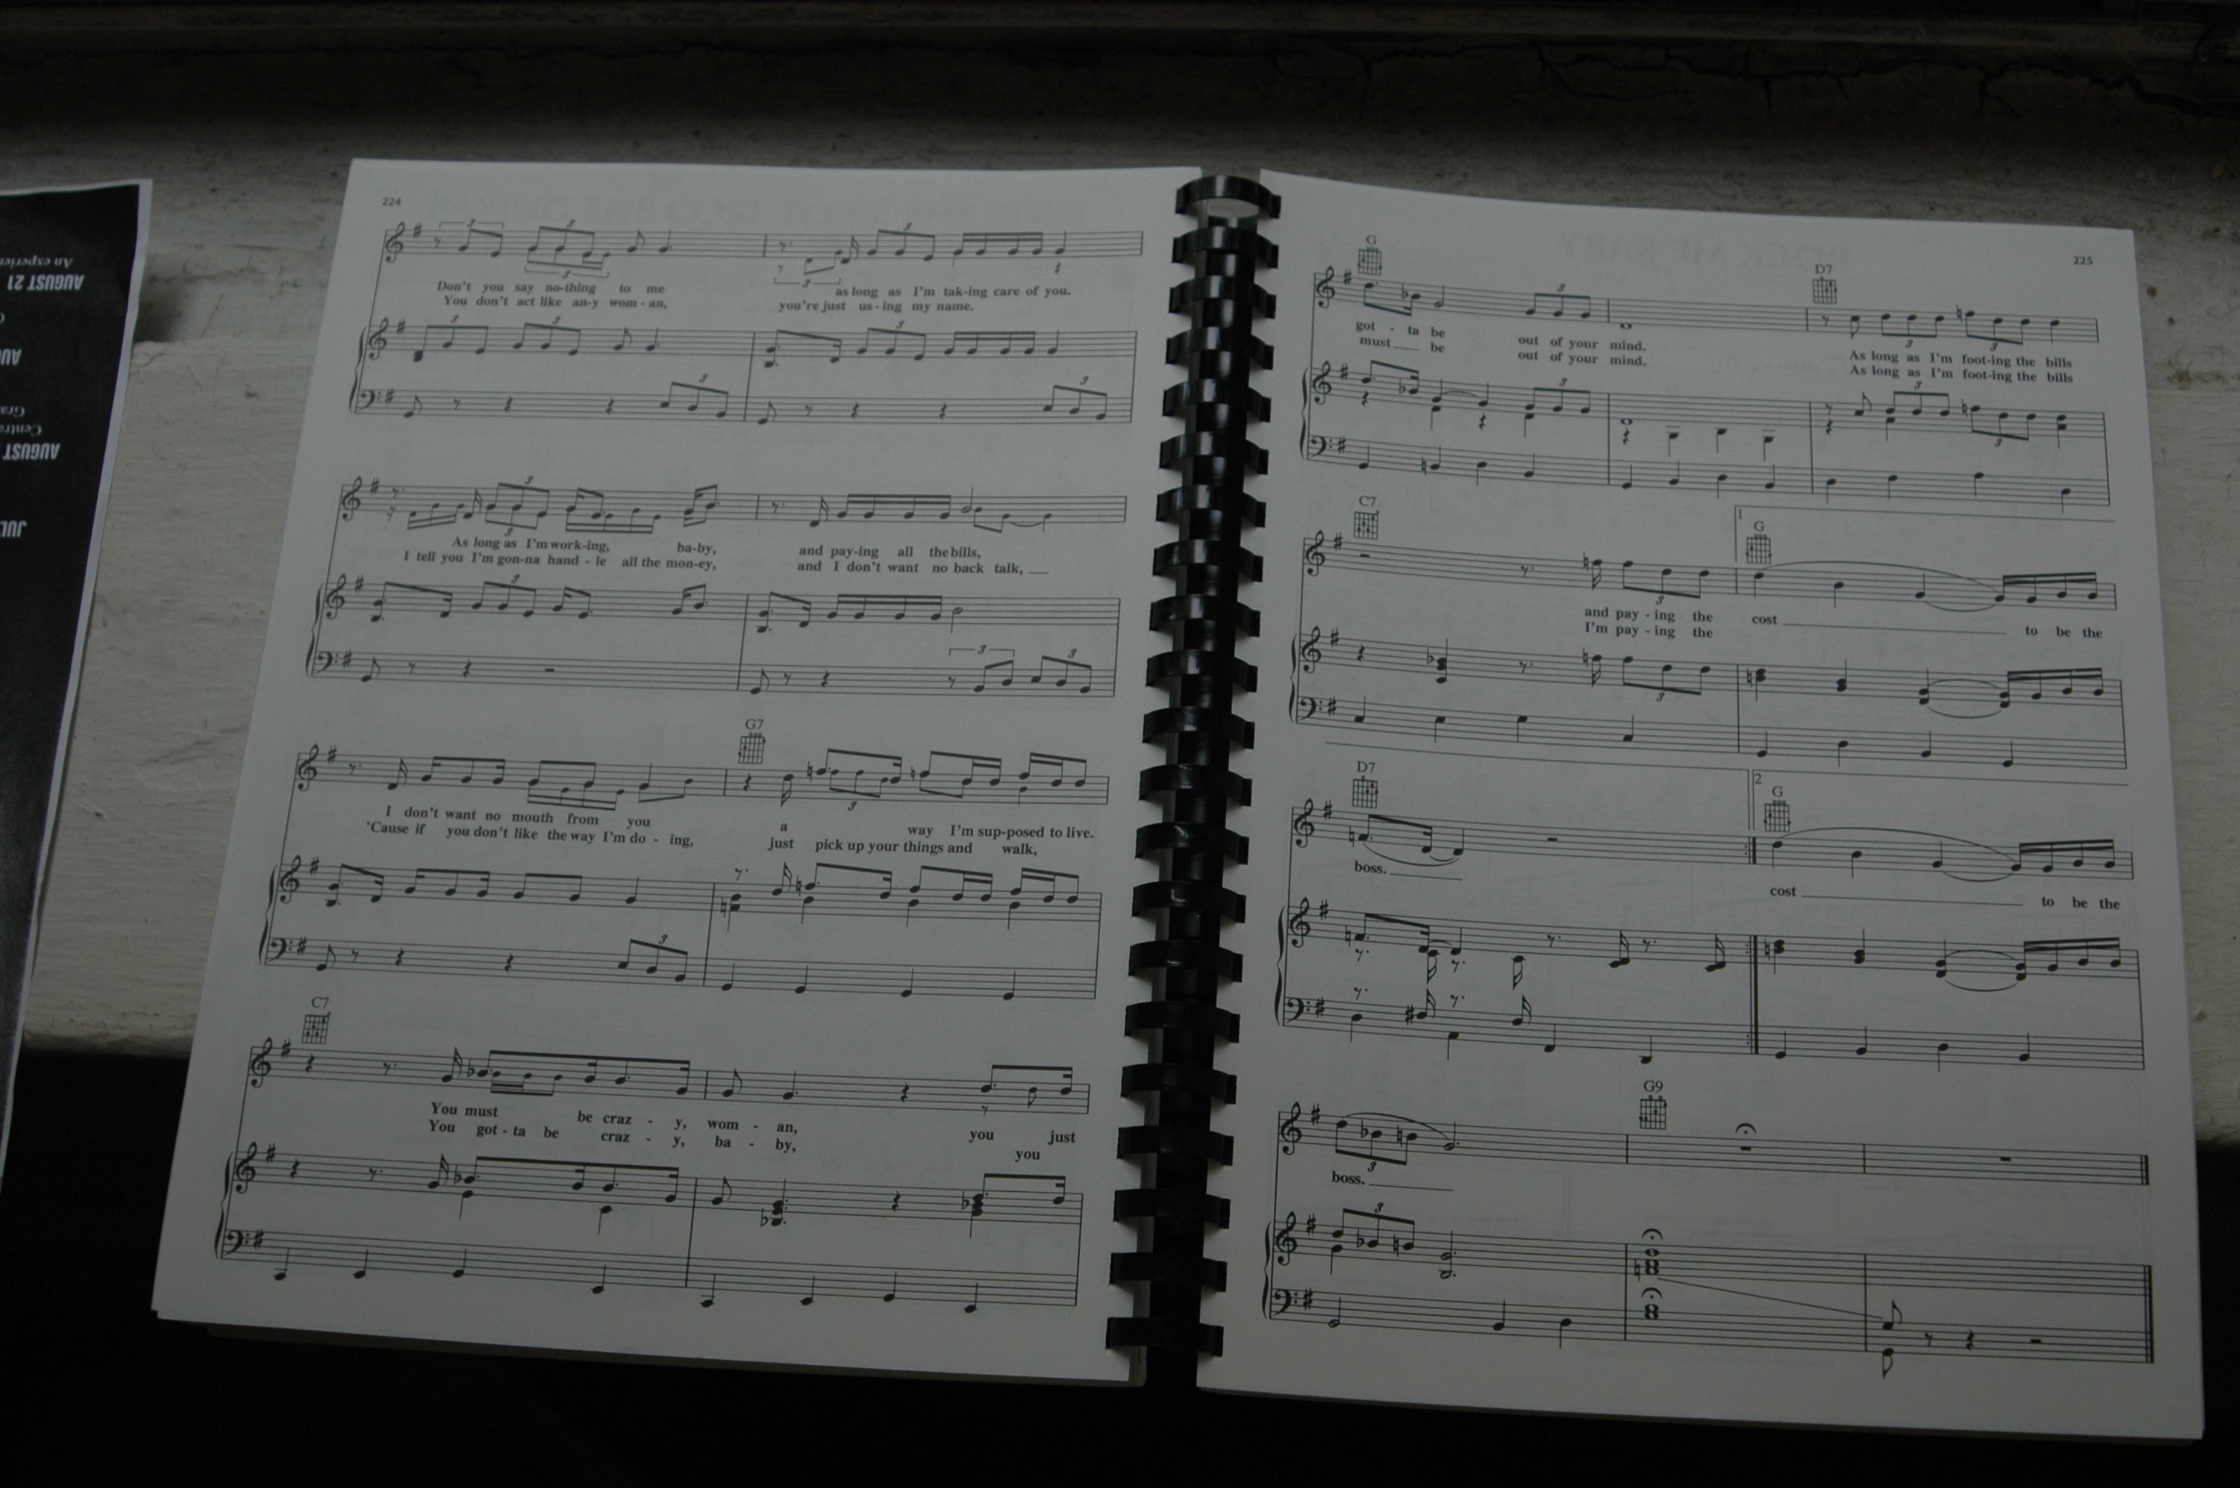 224
Don't you say no-thing to me as long as I'm tak-ing care of you.
You don't act like an-y wom - an, you're just us - ing my name.
As long as I'm work-ing, ba-by, and pay-ing all the bills,
I tell you I'm gon-na hand - le all the mon-ey, and I don't want no back talk,
G7
I don't want no mouth from you a way I'm sup-posed to live.
'Cause if you don't like the way I'm do - ing, just pick up your things and walk,
C7
You must be craz - y, wom - an, you just
You got - ta be craz - y, ba - by, you
225
G D7
got - ta be out of your mind. As long as I'm foot-ing the bills
must be out of your mind. As long as I'm foot-ing the bills
C7 1 G
and pay - ing the cost to be the
I'm pay - ing the
D7 2 G
boss. cost to be the
G9
boss.
An experien
AUGUST 21
AU
Gra
Centra
AUGUST
JUL